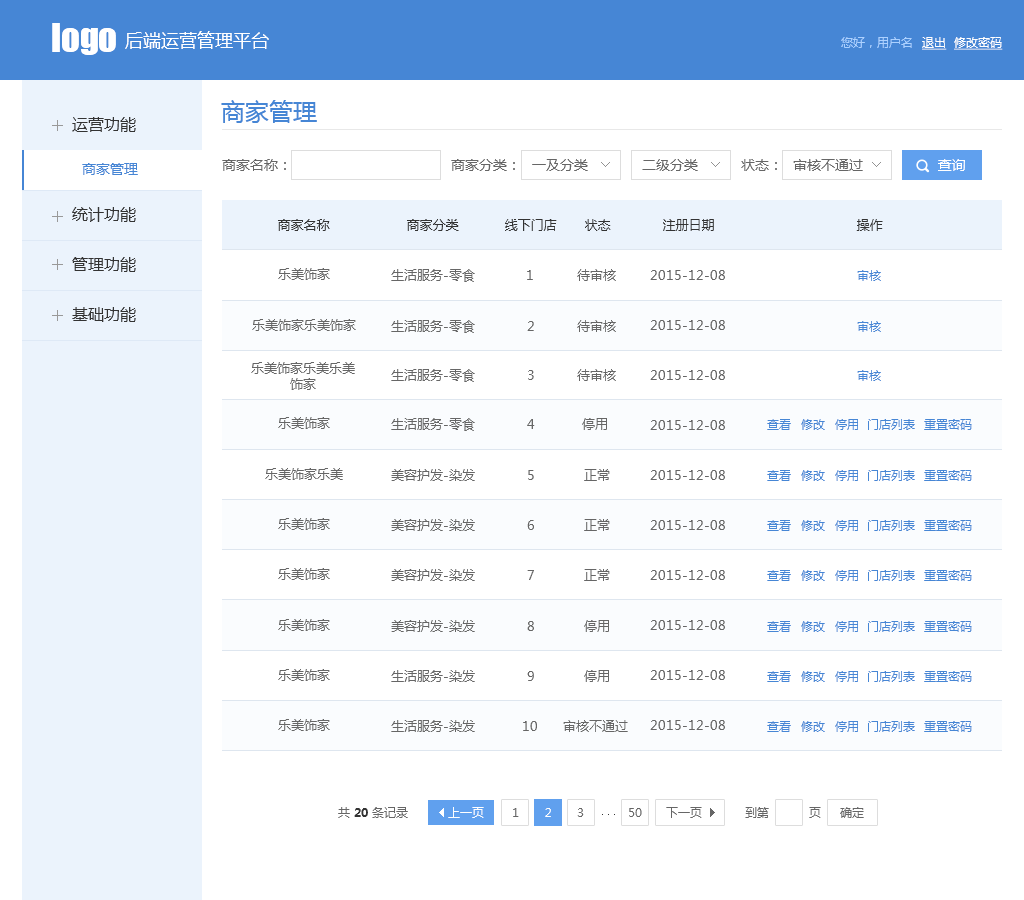 logo 后端运营管理平台
您好，用户名 退出 修改密码
运营功能
商家管理
统计功能
管理功能
基础功能
商家管理
商家名称： 商家分类： 一及分类 二级分类 状态： 审核不通过 查询
商家名称 商家分类 线下门店 状态 注册日期 操作
乐美饰家 生活服务-零食 1 待审核 2015-12-08 审核
乐美饰家乐美饰家 生活服务-零食 2 待审核 2015-12-08 审核
乐美饰家乐美乐美
饰家 生活服务-零食 3 待审核 2015-12-08 审核
乐美饰家 生活服务-零食 4 停用 2015-12-08 查看 修改 停用 门店列表 重置密码
乐美饰家乐美 美容护发-染发 5 正常 2015-12-08 查看 修改 停用 门店列表 重置密码
乐美饰家 美容护发-染发 6 正常 2015-12-08 查看 修改 停用 门店列表 重置密码
乐美饰家 美容护发-染发 7 正常 2015-12-08 查看 修改 停用 门店列表 重置密码
乐美饰家 美容护发-染发 8 停用 2015-12-08 查看 修改 停用 门店列表 重置密码
乐美饰家 生活服务-染发 9 停用 2015-12-08 查看 修改 停用 门店列表 重置密码
乐美饰家 生活服务-染发 10 审核不通过 2015-12-08 查看 修改 停用 门店列表 重置密码
共 20 条记录 上一页 1 2 3 ... 50 下一页 到第 页 确定